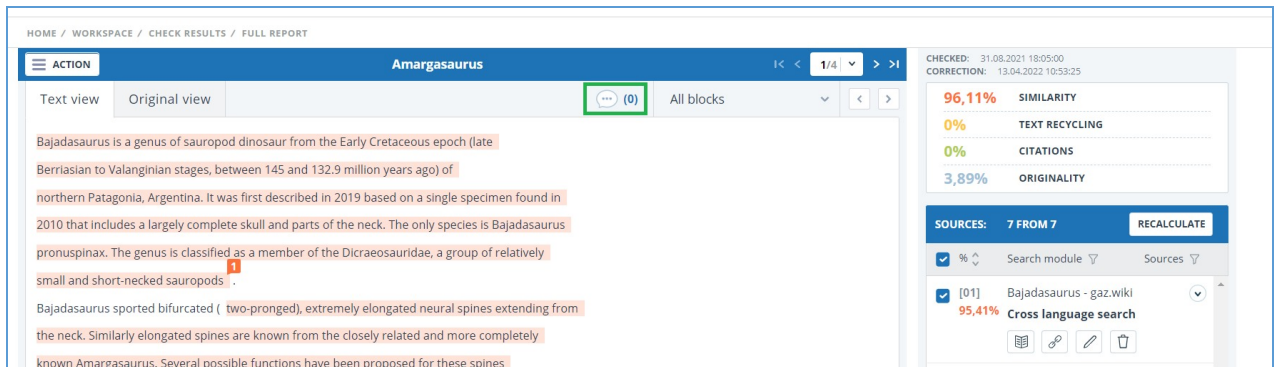 HOME / WORKSPACE / CHECK RESULTS / FULL REPORT
ACTION
Amargasaurus
1/4
Text view
Original view
(0)
All blocks
Bajadasaurus is a genus of sauropod dinosaur from the Early Cretaceous epoch (late
Berriasian to Valanginian stages, between 145 and 132.9 million years ago) of
northern Patagonia, Argentina. It was first described in 2019 based on a single specimen found in
2010 that includes a largely complete skull and parts of the neck. The only species is Bajadasaurus
pronuspinax. The genus is classified as a member of the Dicraeosauridae, a group of relatively
1
small and short-necked sauropods .
Bajadasaurus sported bifurcated ( two-pronged), extremely elongated neural spines extending from
the neck. Similarly elongated spines are known from the closely related and more completely
known Amargasaurus. Several possible functions have been proposed for these spines
CHECKED: 31.08.2021 18:05:00
CORRECTION: 13.04.2022 10:53:25
96,11% SIMILARITY
0% TEXT RECYCLING
0% CITATIONS
3,89% ORIGINALITY
SOURCES: 7 FROM 7 RECALCULATE
% Search module Sources
[01] Bajadasaurus - gaz.wiki
95,41% Cross language search